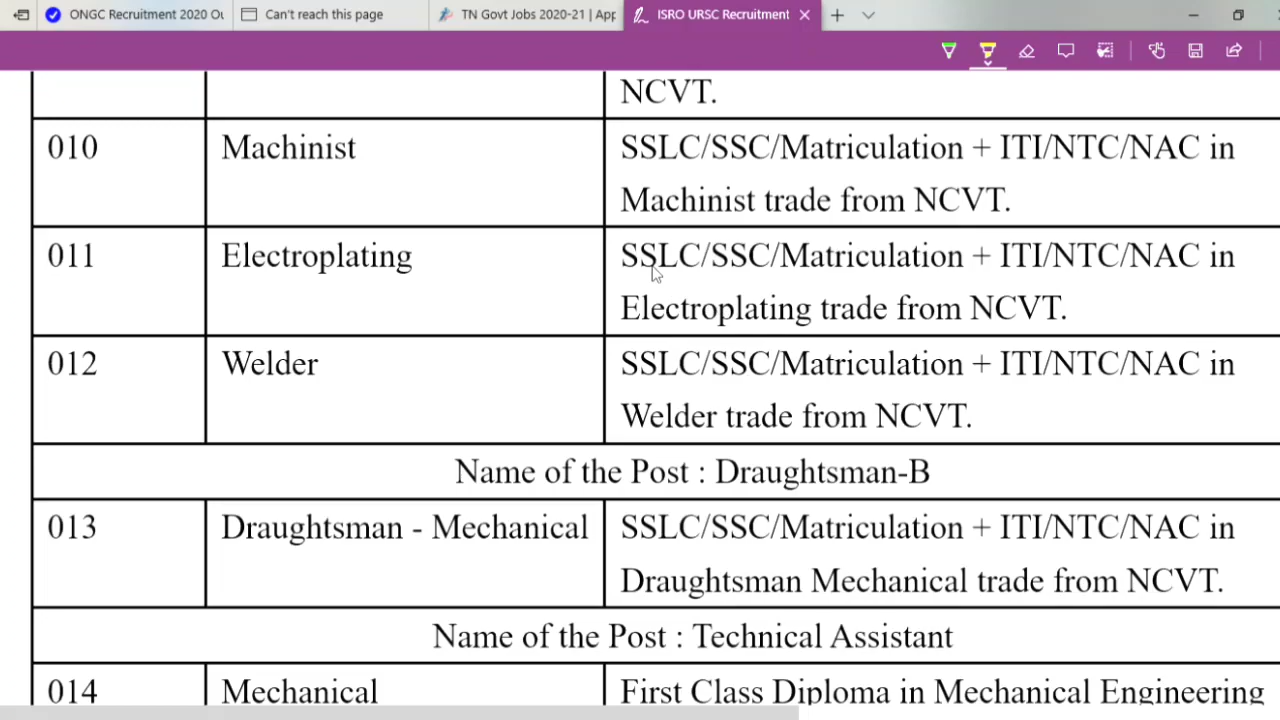 ONGC Recruitment 2020 Ou
Can't reach this page
TN Govt Jobs 2020-21 | App
ISRO URSC Recruitment
NCVT.
010 Machinist SSLC/SSC/Matriculation + ITI/NTC/NAC in
Machinist trade from NCVT.
011 Electroplating SSLC/SSC/Matriculation + ITI/NTC/NAC in
Electroplating trade from NCVT.
012 Welder SSLC/SSC/Matriculation + ITI/NTC/NAC in
Welder trade from NCVT.
Name of the Post : Draughtsman-B
013 Draughtsman - Mechanical SSLC/SSC/Matriculation + ITI/NTC/NAC in
Draughtsman Mechanical trade from NCVT.
Name of the Post : Technical Assistant
014 Mechanical First Class Diploma in Mechanical Engineering